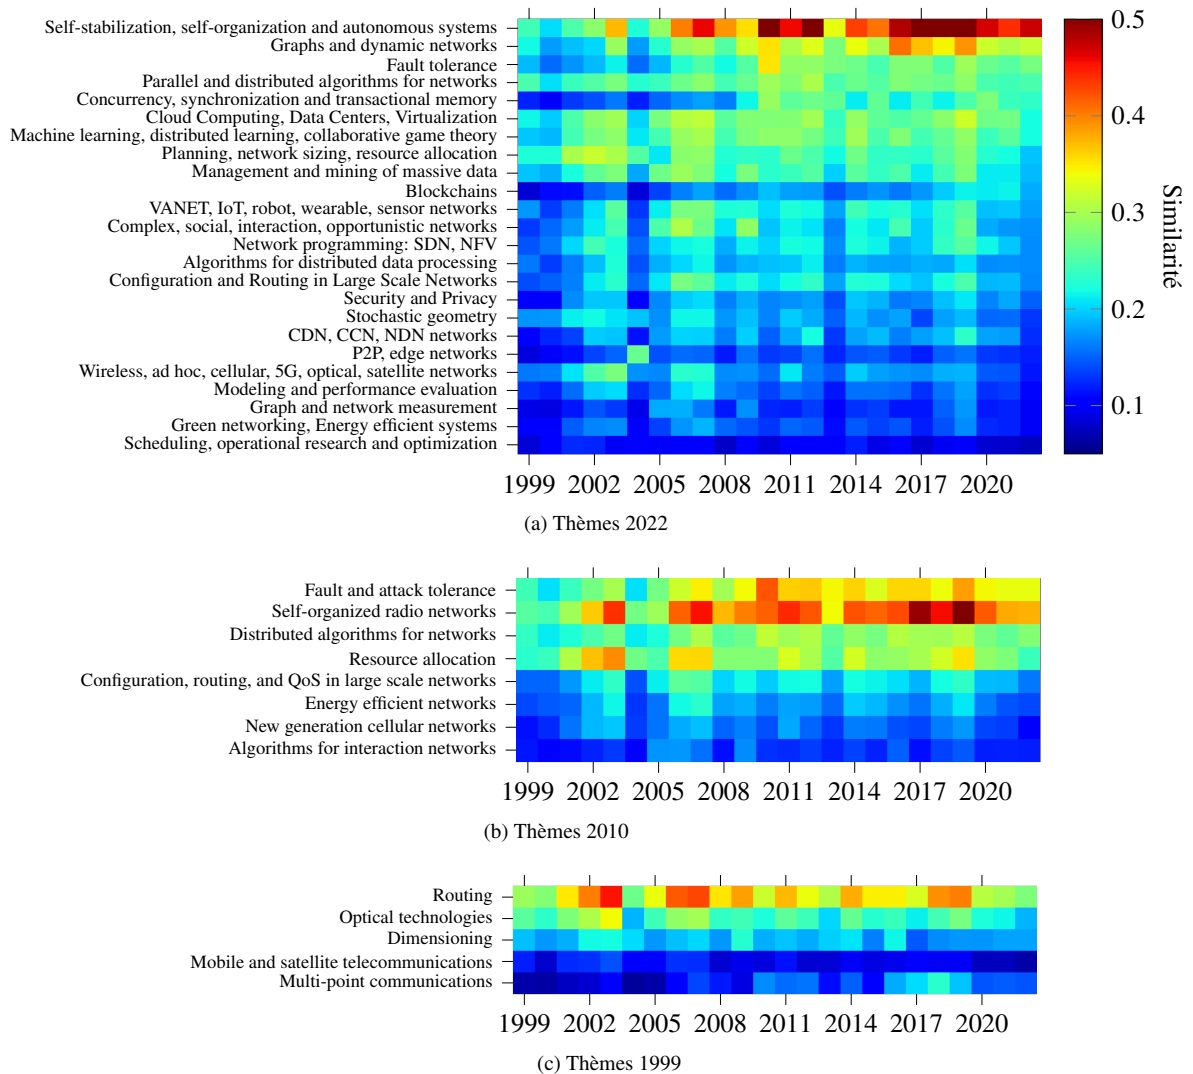 Self-stabilization, self-organization and autonomous systems
Graphs and dynamic networks
Fault tolerance
Parallel and distributed algorithms for networks
Concurrency, synchronization and transactional memory
Cloud Computing, Data Centers, Virtualization
Machine learning, distributed learning, collaborative game theory
Planning, network sizing, resource allocation
Management and mining of massive data
Blockchains
VANET, IoT, robot, wearable, sensor networks
Complex, social, interaction, opportunistic networks
Network programming: SDN, NFV
Algorithms for distributed data processing
Configuration and Routing in Large Scale Networks
Security and Privacy
Stochastic geometry
CDN, CCN, NDN networks
P2P, edge networks
Wireless, ad hoc, cellular, 5G, optical, satellite networks
Modeling and performance evaluation
Graph and network measurement
Green networking, Energy efficient systems
Scheduling, operational research and optimization
1999 2002 2005 2008 2011 2014 2017 2020
0.5
0.4
0.3
0.2
0.1
Similarité
(a) Thèmes 2022
Fault and attack tolerance
Self-organized radio networks
Distributed algorithms for networks
Resource allocation
Configuration, routing, and QoS in large scale networks
Energy efficient networks
New generation cellular networks
Algorithms for interaction networks
1999 2002 2005 2008 2011 2014 2017 2020
(b) Thèmes 2010
Routing
Optical technologies
Dimensioning
Mobile and satellite telecommunications
Multi-point communications
1999 2002 2005 2008 2011 2014 2017 2020
(c) Thèmes 1999